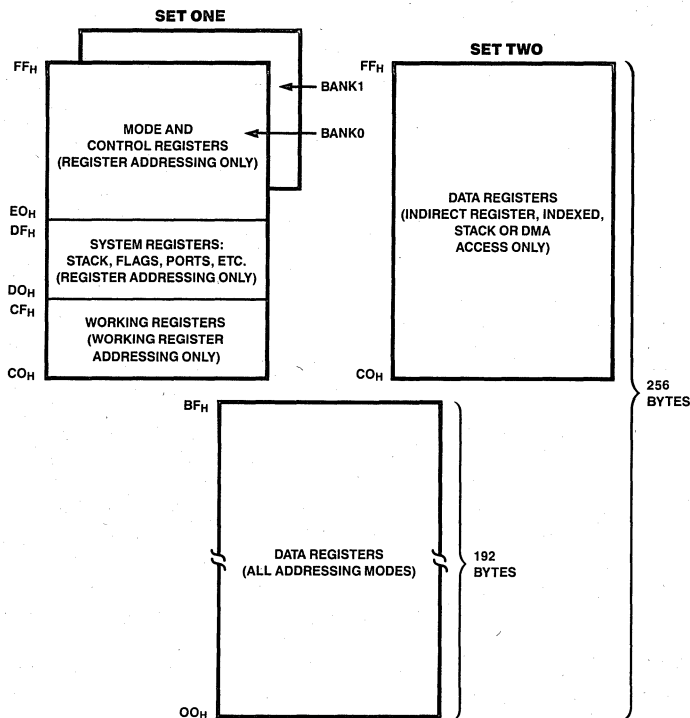 SET ONE
FFH
BANK1
BANK0
MODE AND
CONTROL REGISTERS
(REGISTER ADDRESSING ONLY)
EOH
DFH
SYSTEM REGISTERS:
STACK, FLAGS, PORTS, ETC.
(REGISTER ADDRESSING ONLY)
DOH
CFH
WORKING REGISTERS
(WORKING REGISTER
ADDRESSING ONLY)
COH
SET TWO
FFH
DATA REGISTERS
(INDIRECT REGISTER, INDEXED,
STACK OR DMA
ACCESS ONLY)
COH
256
BYTES
BFH
DATA REGISTERS
(ALL ADDRESSING MODES)
192
BYTES
OOH